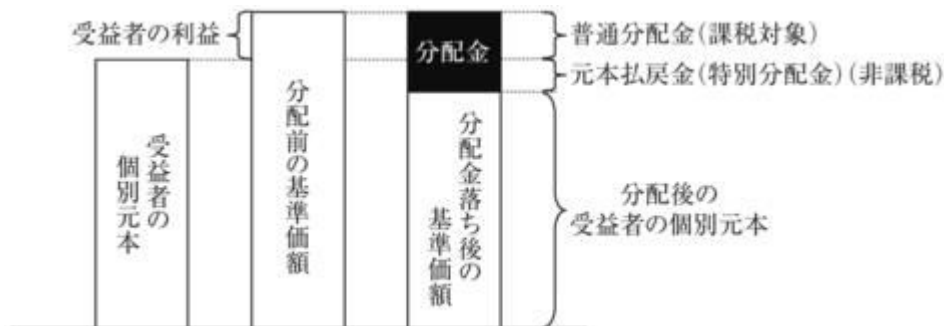 受益者の利益
受益者の
個別元本
分配前の基準価額
分配金
分配金落ち後の
基準価額
普通分配金(課税対象)
元本払戻金(特別分配金)(非課税)
分配後の
受益者の個別元本